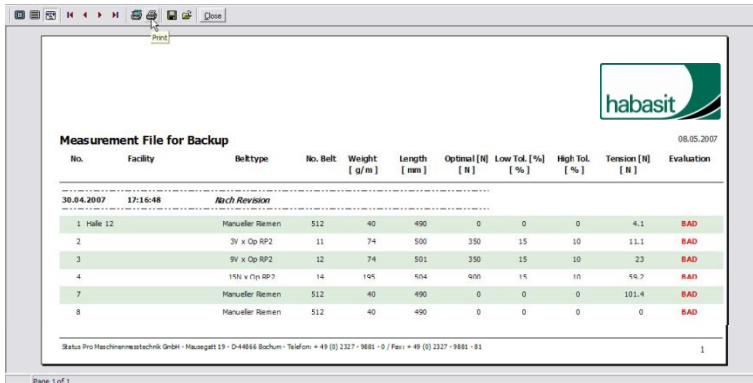 Close
Print
habasit
Measurement File for Backup 08.05.2007
No. Facility Belttype No. Belt Weight Length Optimal [N] Low Tol. [%] High Tol. Tension [N] Evaluation
[ g/m ] [ mm ] [ N ] [ % ] [ % ] [ N ]
30.04.2007 17:16:48 Nach Revision
1 Halle 12 Manueller Riemen 512 40 490 0 0 0 4.1 BAD
2 3V x Op RP2 11 74 500 350 15 10 11.1 BAD
3 9V x Op RP2 12 74 501 350 15 10 23 BAD
4 15N x Op RP2 14 195 504 900 15 10 59.2 BAD
7 Manueller Riemen 512 40 490 0 0 0 101.4 BAD
8 Manueller Riemen 512 40 490 0 0 0 0 BAD
Status Pro Maschinenmesstechnik GmbH - Mausegatt 19 - D-44866 Bochum - Telefon: + 49 (0) 2327 - 9881 - 0 / Fax: + 49 (0) 2327 - 9881 - 81
1
Page 1 of 1